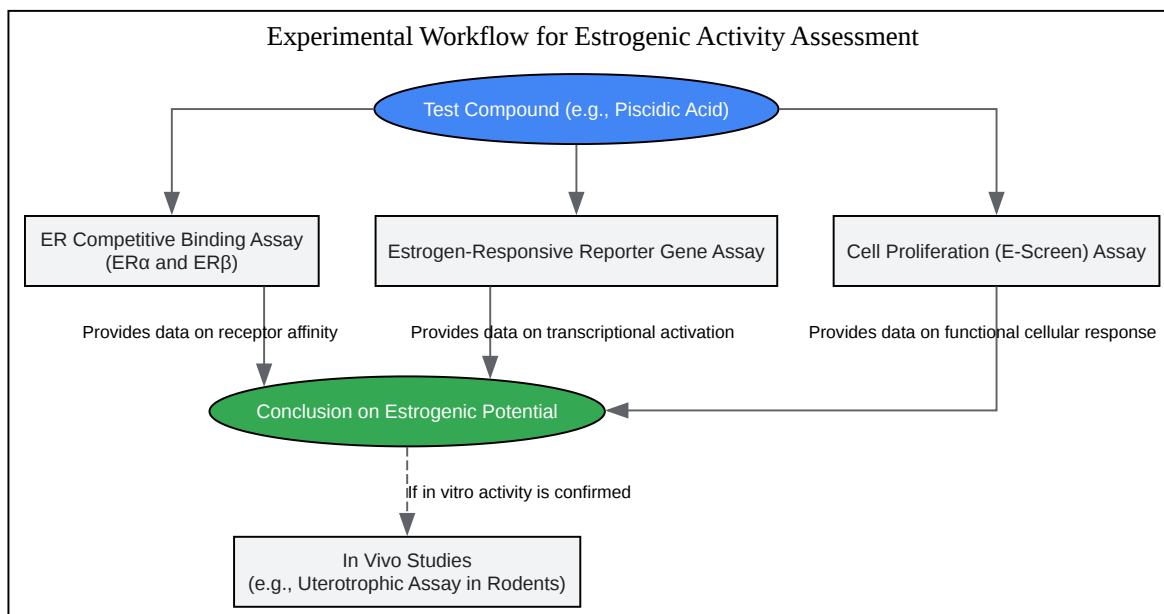 Experimental Workflow for Estrogenic Activity Assessment
Test Compound (e.g., Piscidic Acid)
ER Competitive Binding Assay
(ERα and ERβ)
Estrogen-Responsive Reporter Gene Assay
Cell Proliferation (E-Screen) Assay
Provides data on receptor affinity
Provides data on transcriptional activation
Provides data on functional cellular response
Conclusion on Estrogenic Potential
If in vitro activity is confirmed
In Vivo Studies
(e.g., Uterotrophic Assay in Rodents)